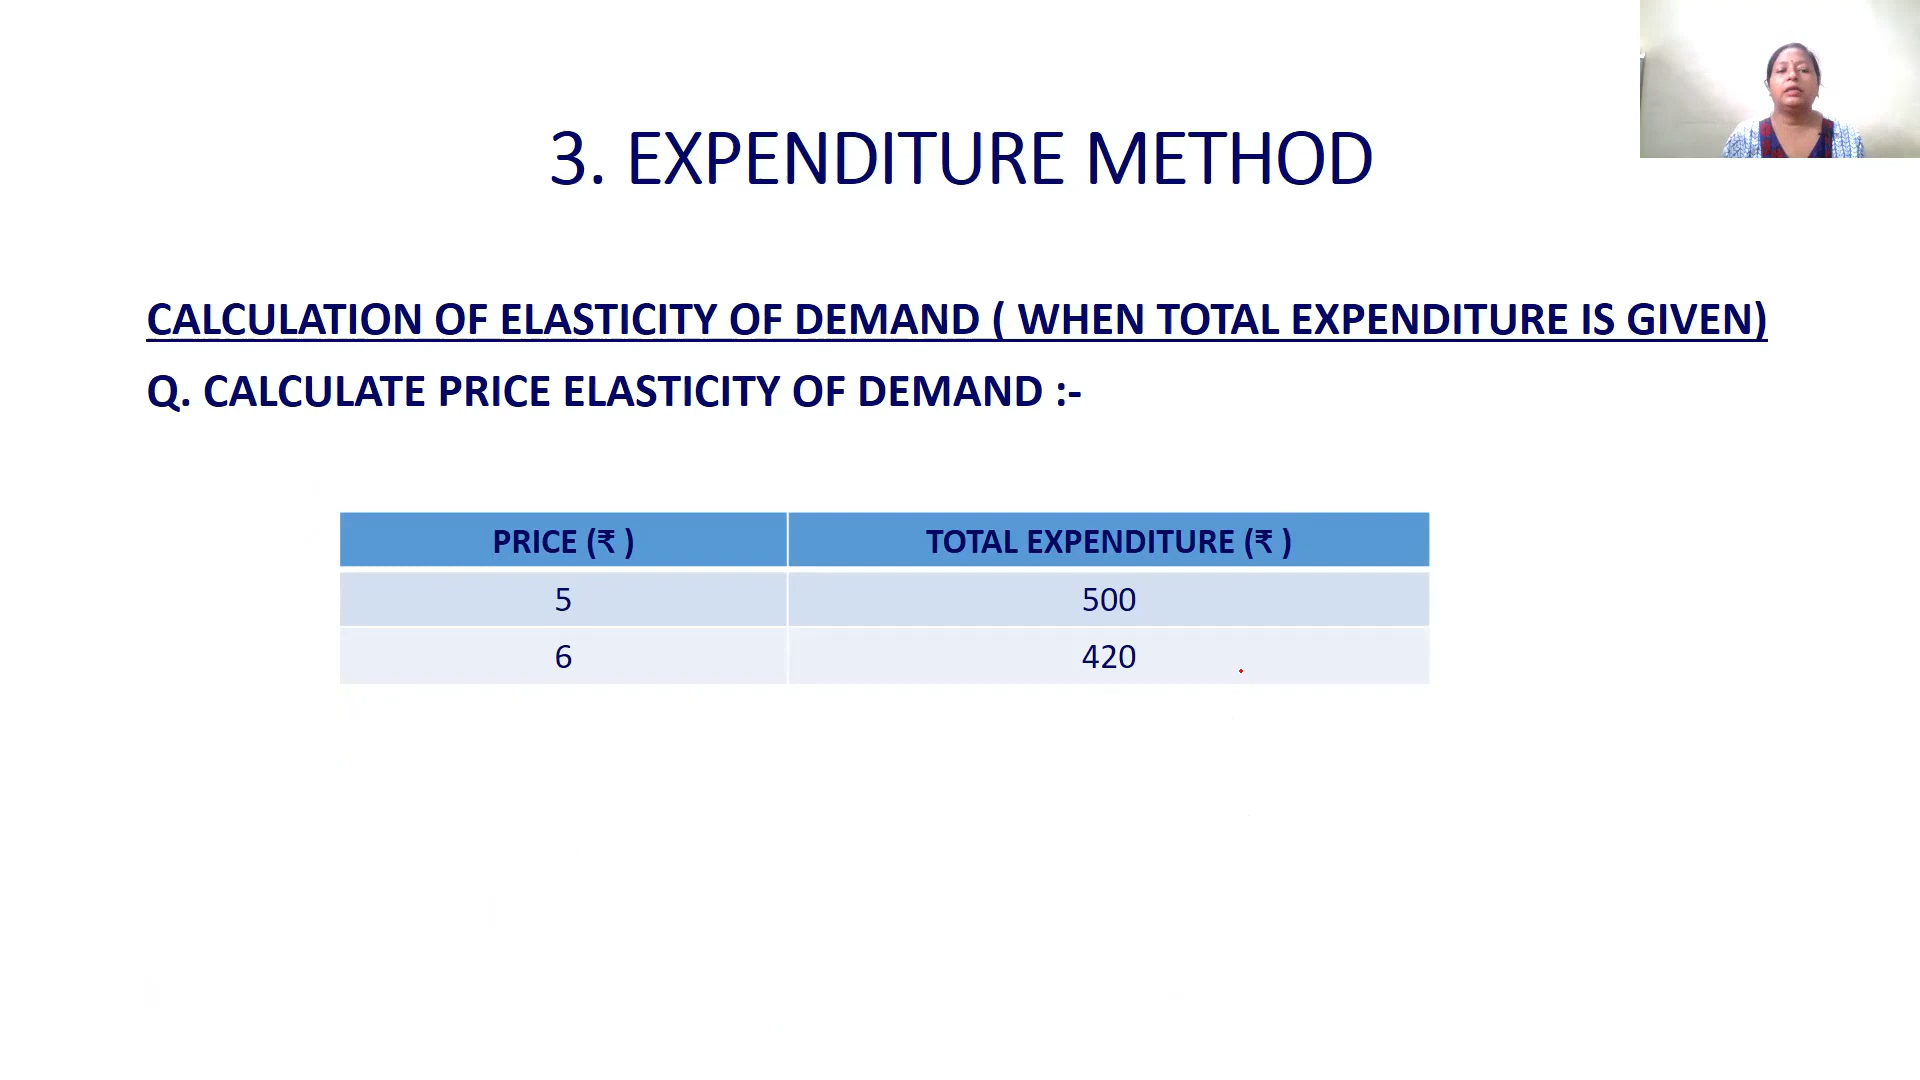 3. EXPENDITURE METHOD
CALCULATION OF ELASTICITY OF DEMAND ( WHEN TOTAL EXPENDITURE IS GIVEN)
Q. CALCULATE PRICE ELASTICITY OF DEMAND :-
PRICE (₹ ) TOTAL EXPENDITURE (₹ )
5 500
6 420